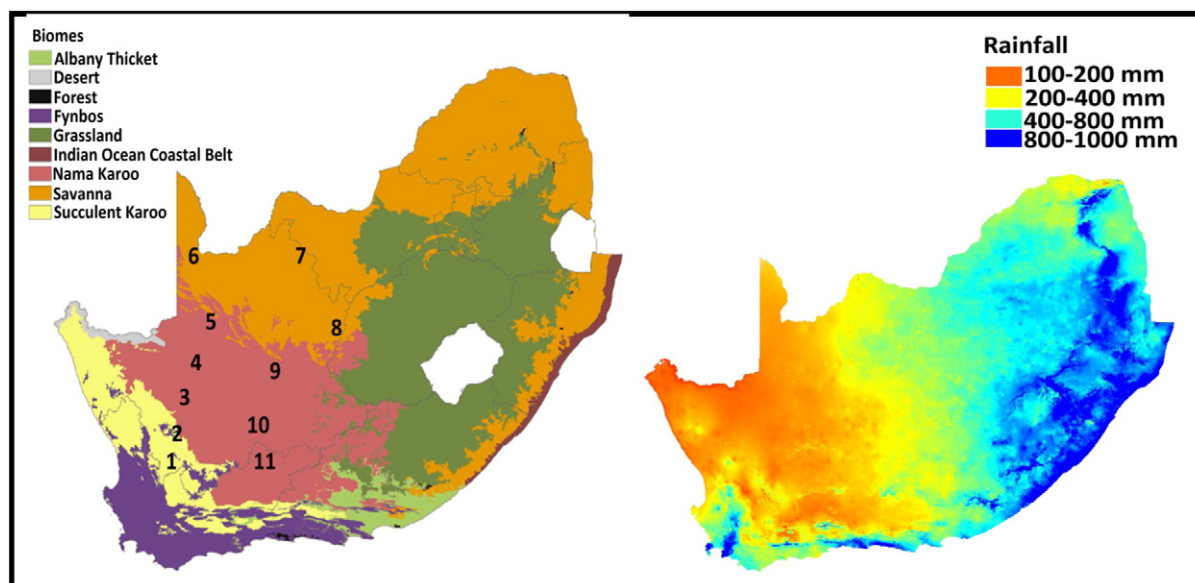 Biomes
Albany Thicket
Desert
Forest
Fynbos
Grassland
Indian Ocean Coastal Belt
Nama Karoo
Savanna
Succulent Karoo
6
7
5
8
4
9
3
2
10
1
11
Rainfall
100-200 mm
200-400 mm
400-800 mm
800-1000 mm